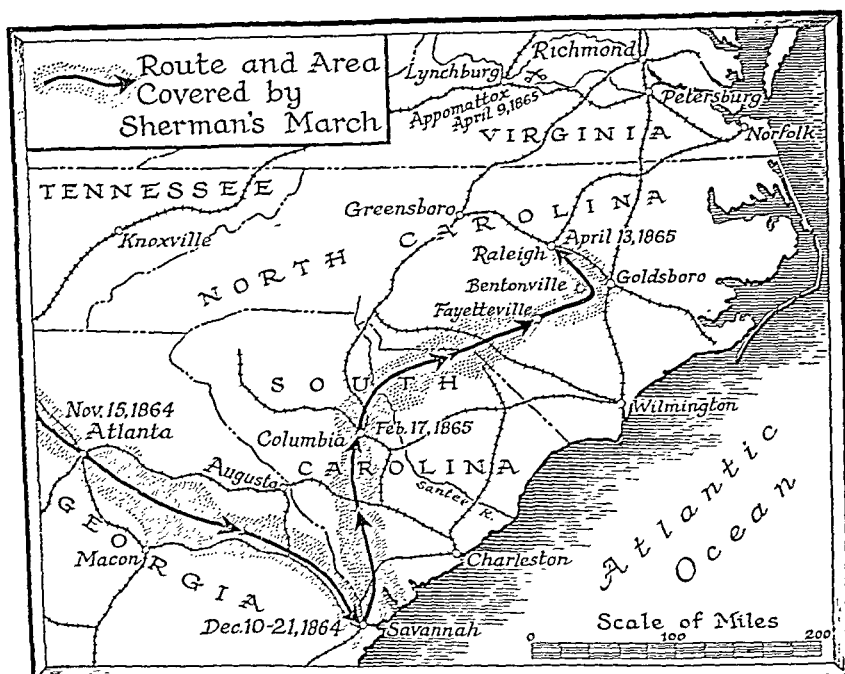 Route and Area
Covered by
Sherman's March
Richmond
Lynchburg
Appomattox
April 9, 1865
Petersburg
VIRGINIA
Norfolk
TENNESSEE
Knoxville
Greensboro
NORTH CAROLINA
Raleigh
April 13, 1865
Bentonville
Goldsboro
Fayetteville
SOUTH
CAROLINA
Nov. 15, 1864
Atlanta
Columbia
Feb. 17, 1865
Wilmington
Augusta
Santee R.
GEORGIA
Macon
Charleston
Atlantic
Ocean
Dec. 10-21, 1864
Savannah
Scale of Miles
0 100 200